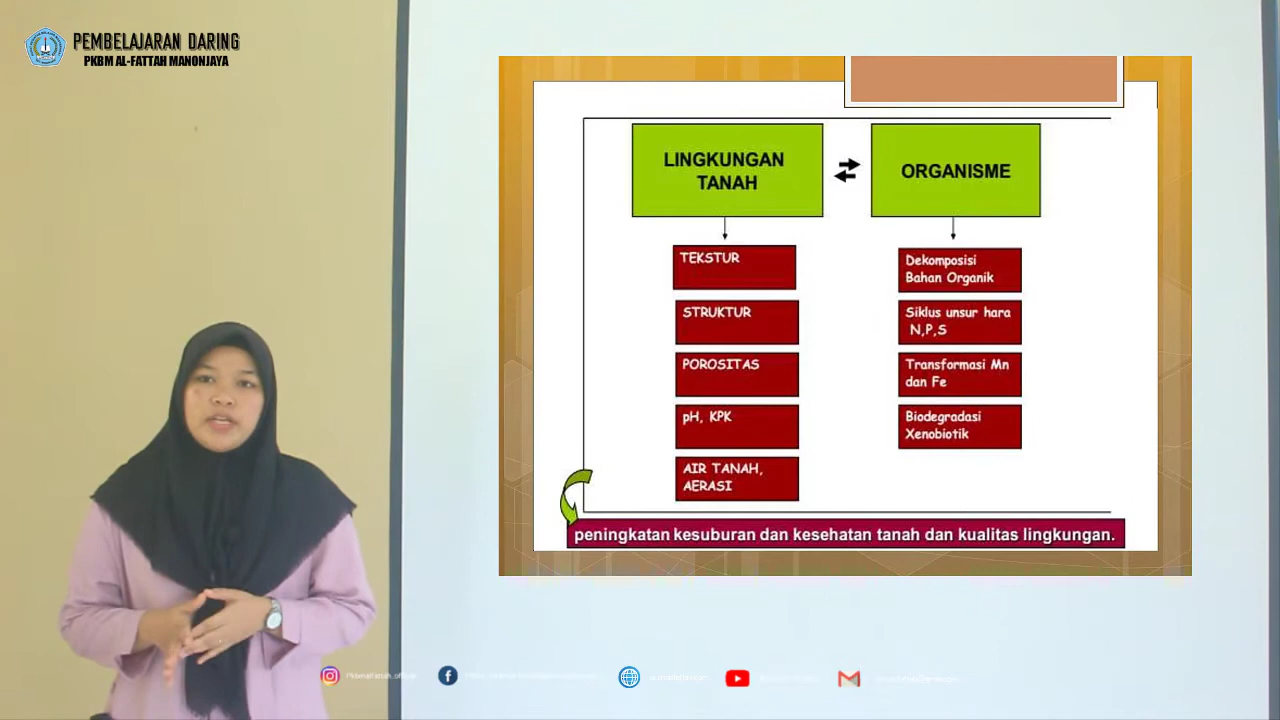 PEMBELAJARAN DARING
PKBM AL-FATTAH MANONJAYA
LINGKUNGAN
TANAH
ORGANISME
TEKSTUR
STRUKTUR
POROSITAS
pH, KPK
AIR TANAH,
AERASI
Dekomposisi
Bahan Organik
Siklus unsur hara
N,P,S
Transformasi Mn
dan Fe
Biodegradasi
Xenobiotik
peningkatan kesuburan dan kesehatan tanah dan kualitas lingkungan.